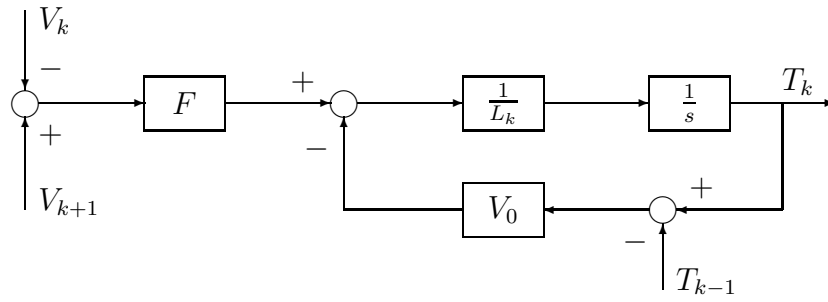 V_k
−
+
F
+
−
1/L_k
1/s
T_k
V_{k+1}
V_0
+
−
T_{k−1}